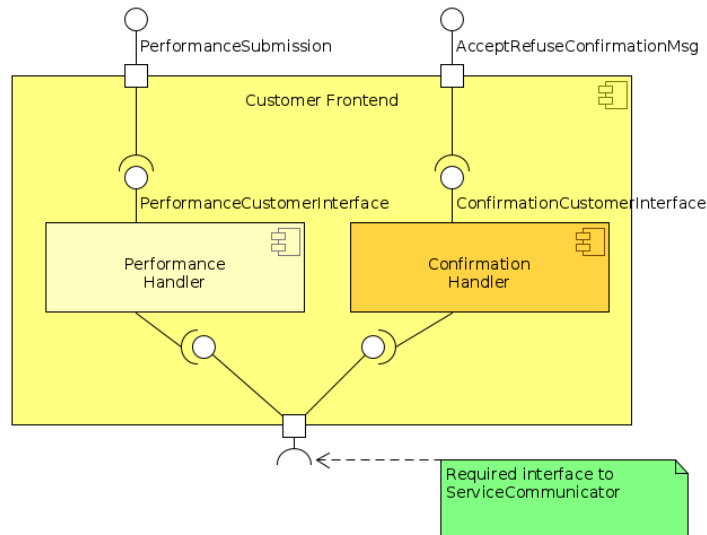 PerformanceSubmission
AcceptRefuseConfirmationMsg
Customer Frontend
PerformanceCustomerInterface
ConfirmationCustomerInterface
Performance
Handler
Confirmation
Handler
Required interface to
ServiceCommunicator